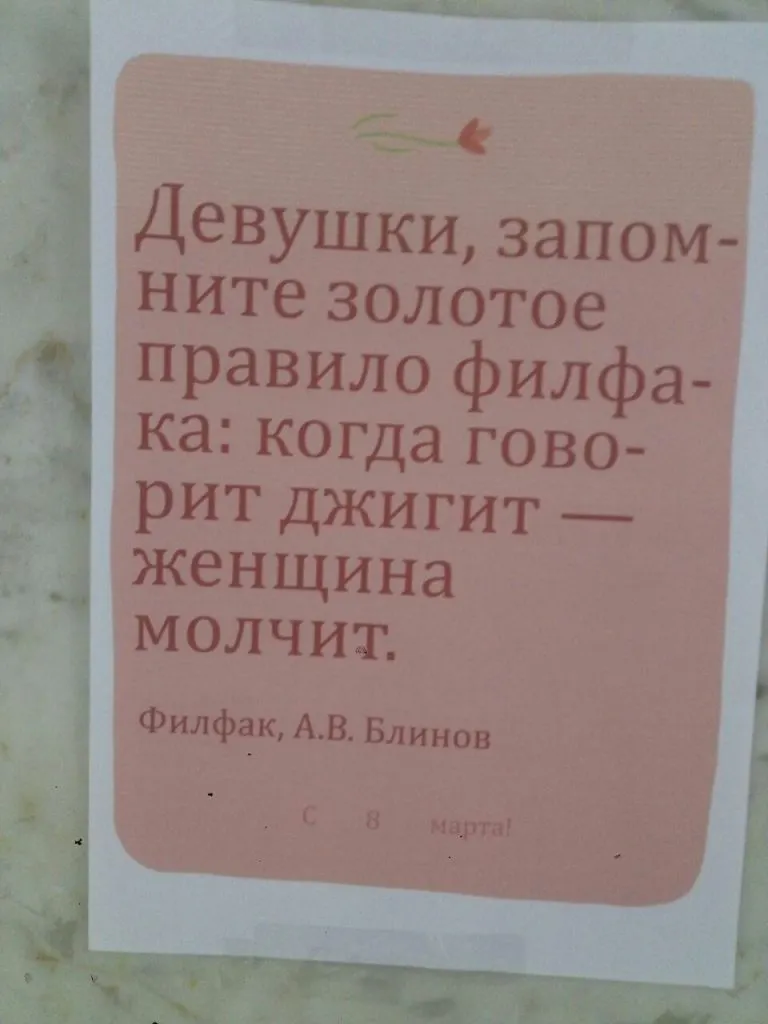 Девушки, запом-
ните золотое
правило филфа-
ка: когда гово-
рит джигит —
женщина
молчит.
Филфак, А.В. Блинов
С 8 марта!